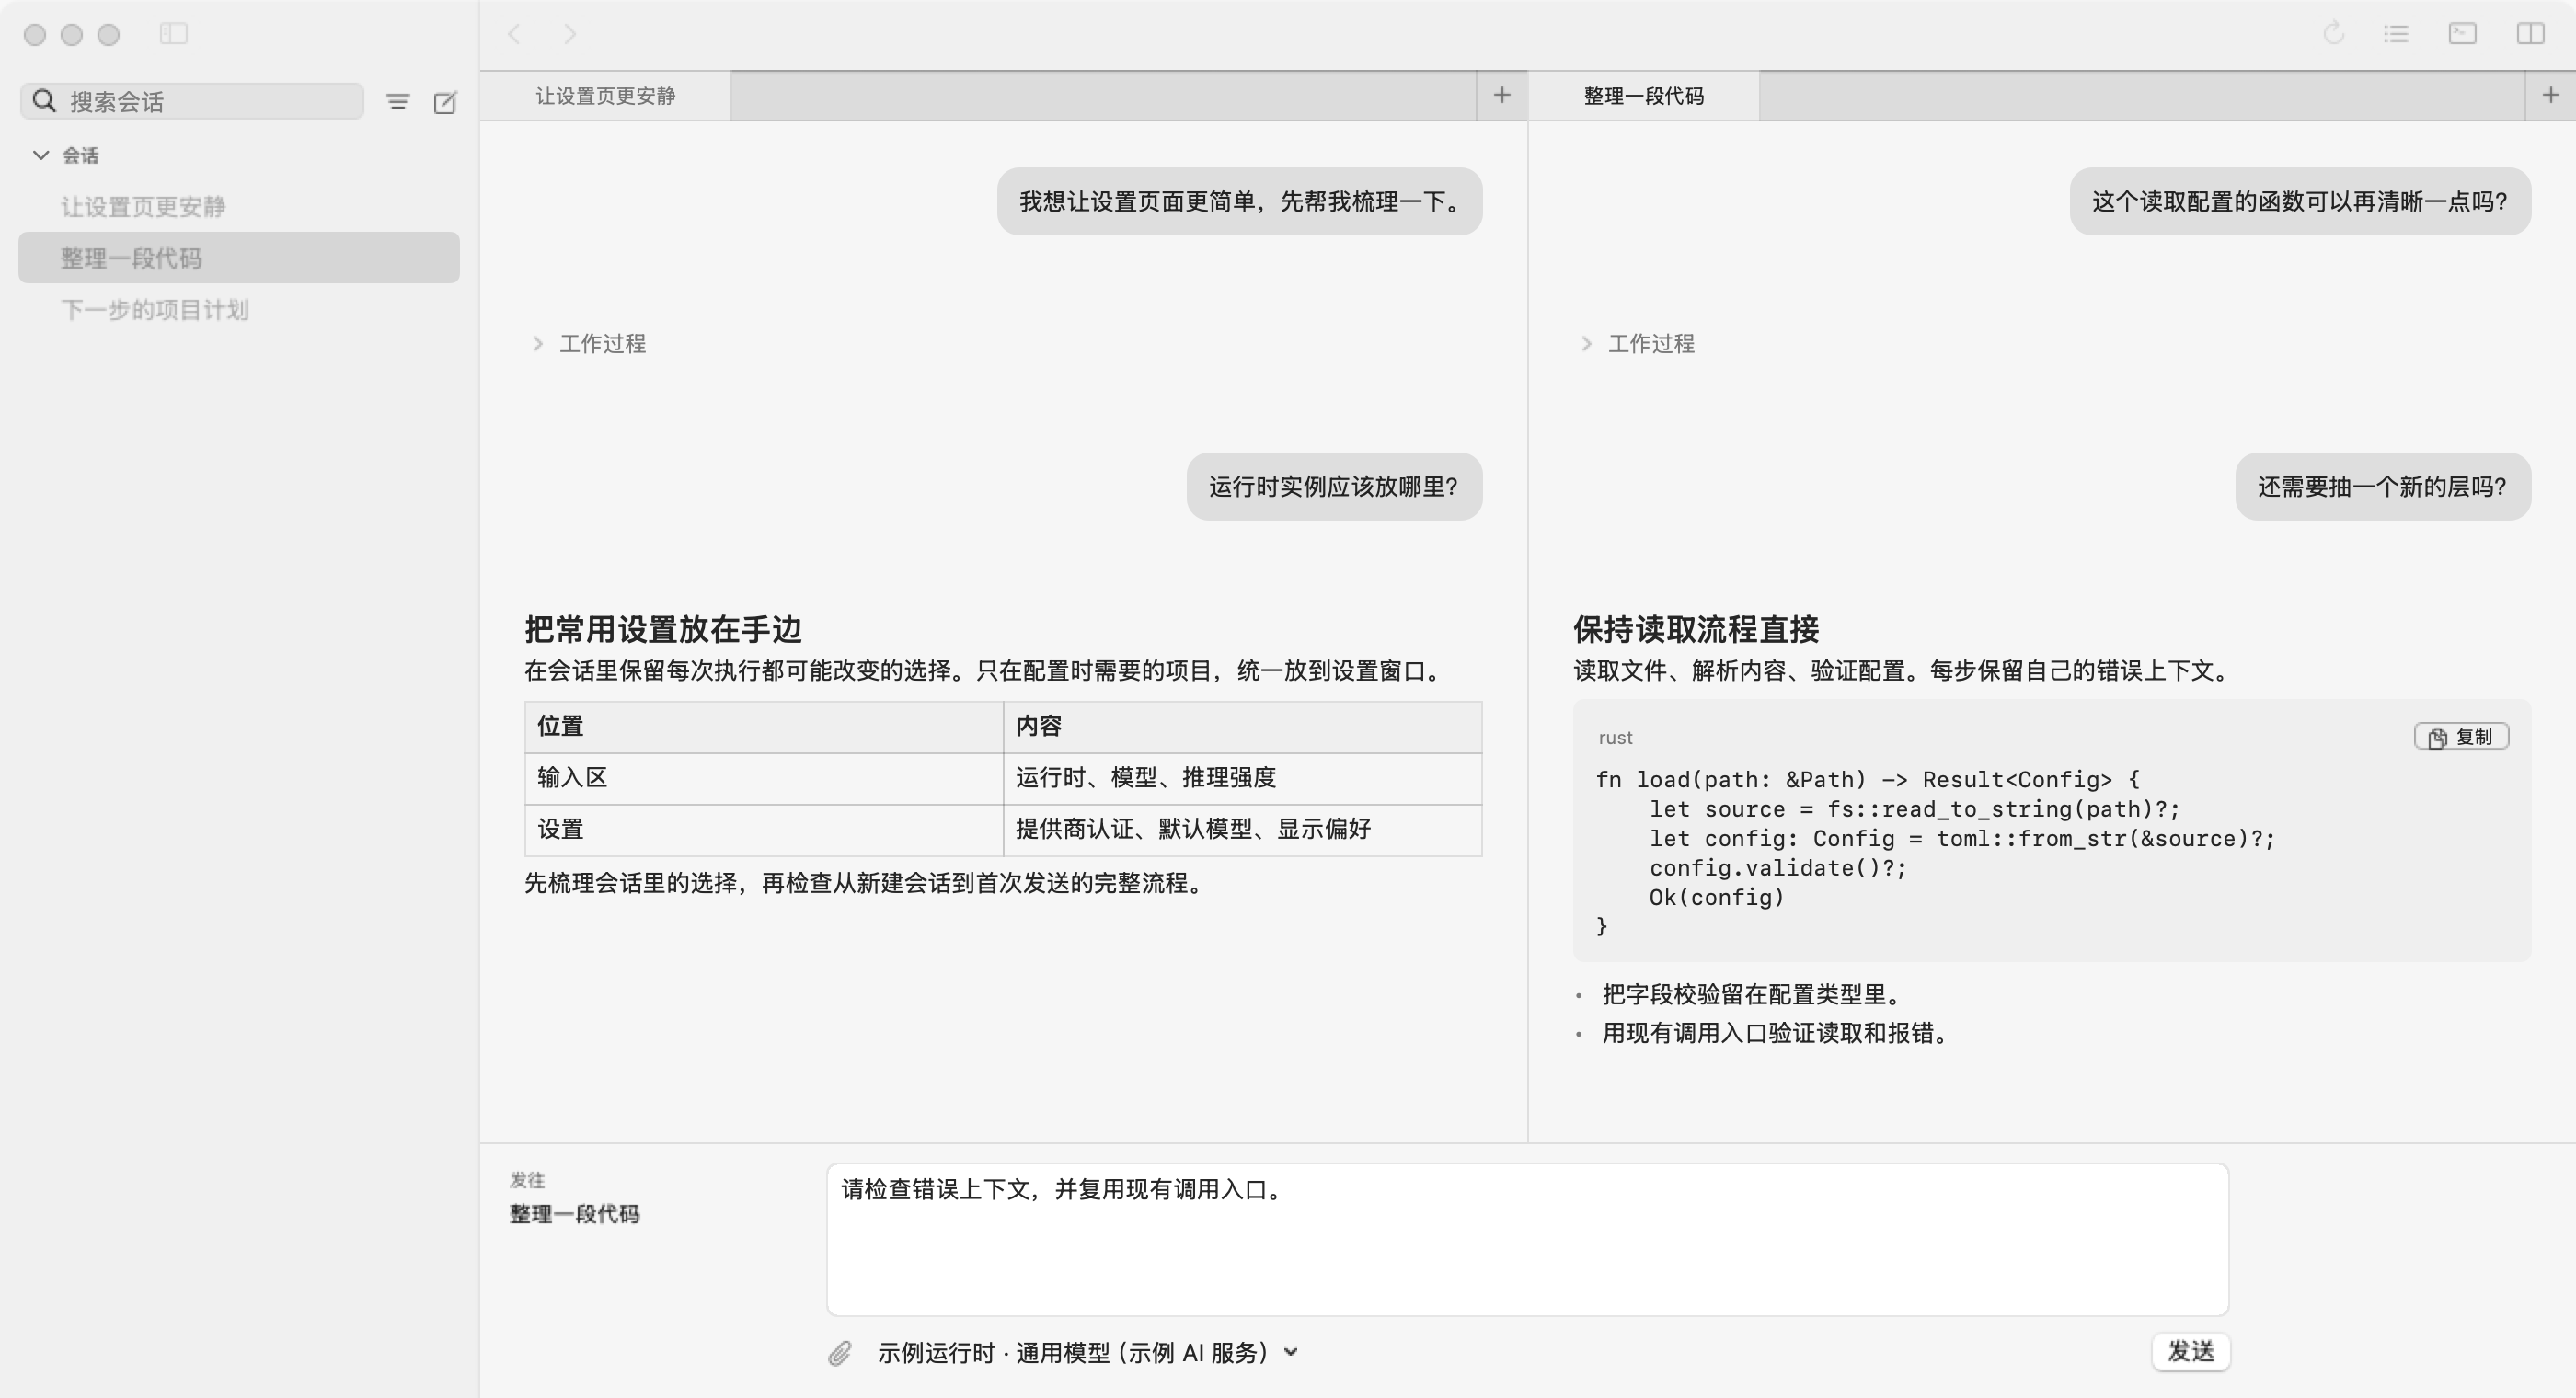 搜索会话
会话
让设置页更安静
整理一段代码
下一步的项目计划
让设置页更安静
我想让设置页面更简单，先帮我梳理一下。
工作过程
运行时实例应该放哪里？
把常用设置放在手边
在会话里保留每次执行都可能改变的选择。只在配置时需要的项目，统一放到设置窗口。
位置 内容
输入区 运行时、模型、推理强度
设置 提供商认证、默认模型、显示偏好
先梳理会话里的选择，再检查从新建会话到首次发送的完整流程。
整理一段代码
这个读取配置的函数可以再清晰一点吗？
工作过程
还需要抽一个新的层吗？
保持读取流程直接
读取文件、解析内容、验证配置。每步保留自己的错误上下文。
rust 复制
fn load(path: &Path) -> Result<Config> {
    let source = fs::read_to_string(path)?;
    let config: Config = toml::from_str(&source)?;
    config.validate()?;
    Ok(config)
}
• 把字段校验留在配置类型里。
• 用现有调用入口验证读取和报错。
发往
整理一段代码
请检查错误上下文，并复用现有调用入口。
示例运行时 · 通用模型 (示例 AI 服务)
发送